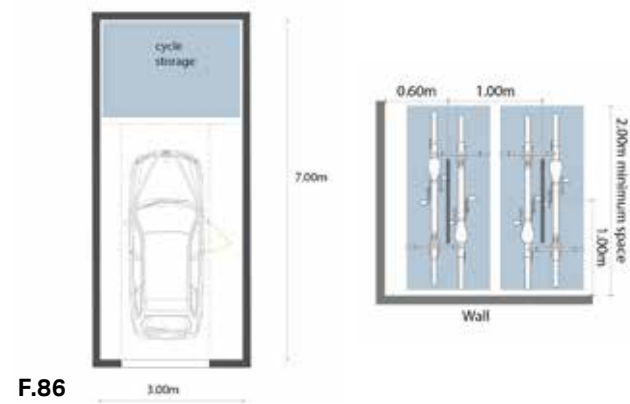 cycle
storage
7.00m
3.00m
F.86
0.60m
1.00m
2.00m minimum space
1.00m
Wall